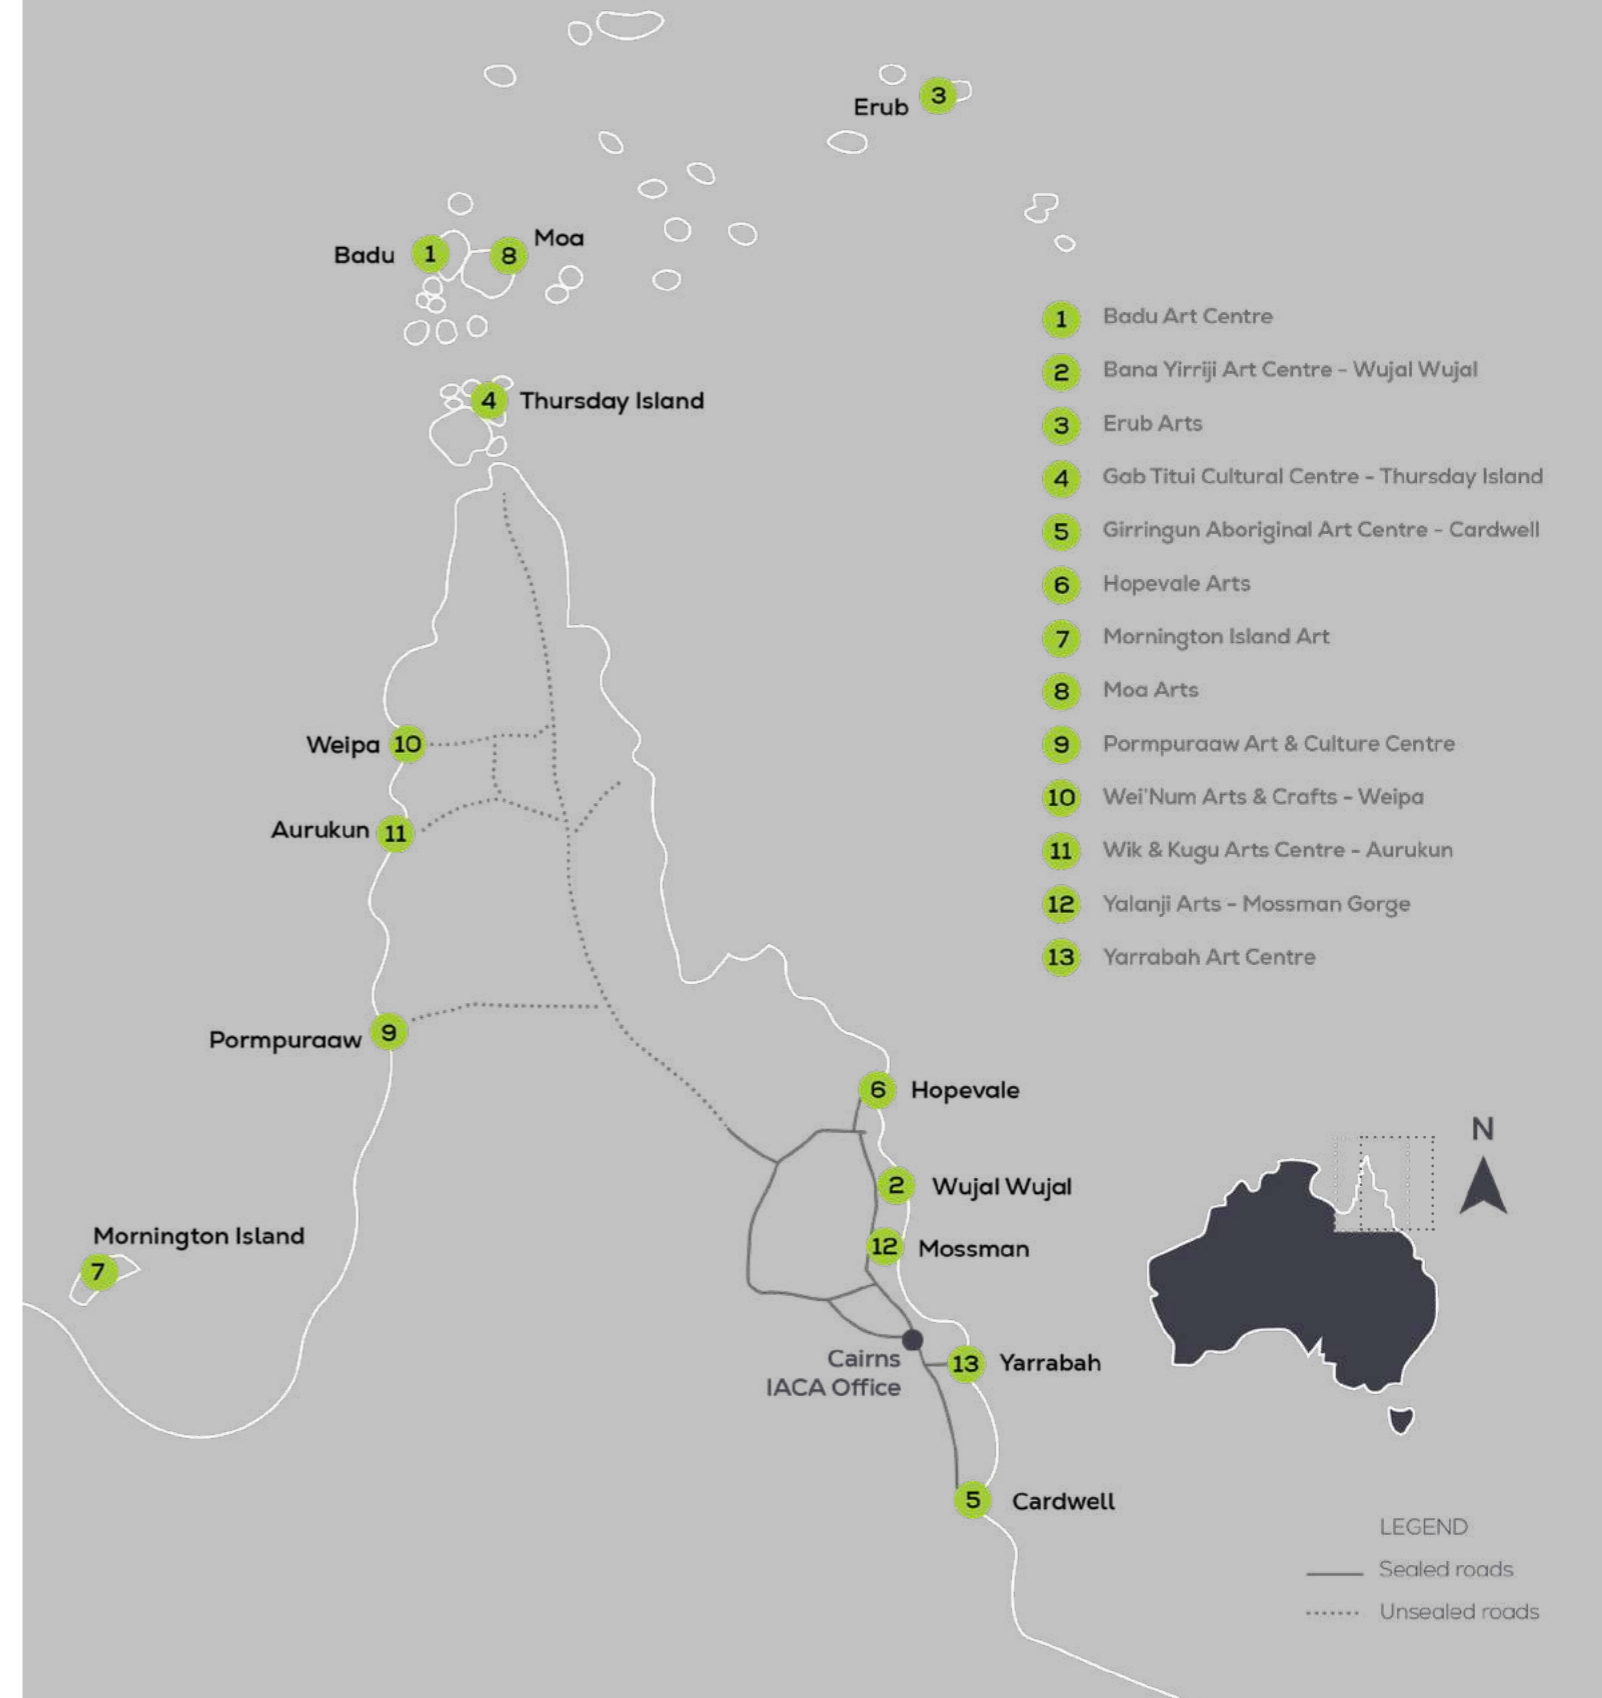 Erub 3
Badu 1
8 Moa
4 Thursday Island
1 Badu Art Centre
2 Bana Yirriji Art Centre - Wujal Wujal
3 Erub Arts
4 Gab Titui Cultural Centre - Thursday Island
5 Girringun Aboriginal Art Centre - Cardwell
6 Hopevale Arts
7 Mornington Island Art
8 Moa Arts
9 Pormpuraaw Art & Culture Centre
10 Wei'Num Arts & Crafts - Weipa
11 Wik & Kugu Arts Centre - Aurukun
12 Yalanji Arts - Mossman Gorge
13 Yarrabah Art Centre
Weipa 10
Aurukun 11
Pormpuraaw 9
6 Hopevale
2 Wujal Wujal
12 Mossman
Mornington Island
7
Cairns
IACA Office
13 Yarrabah
5 Cardwell
N
LEGEND
Sealed roads
Unsealed roads